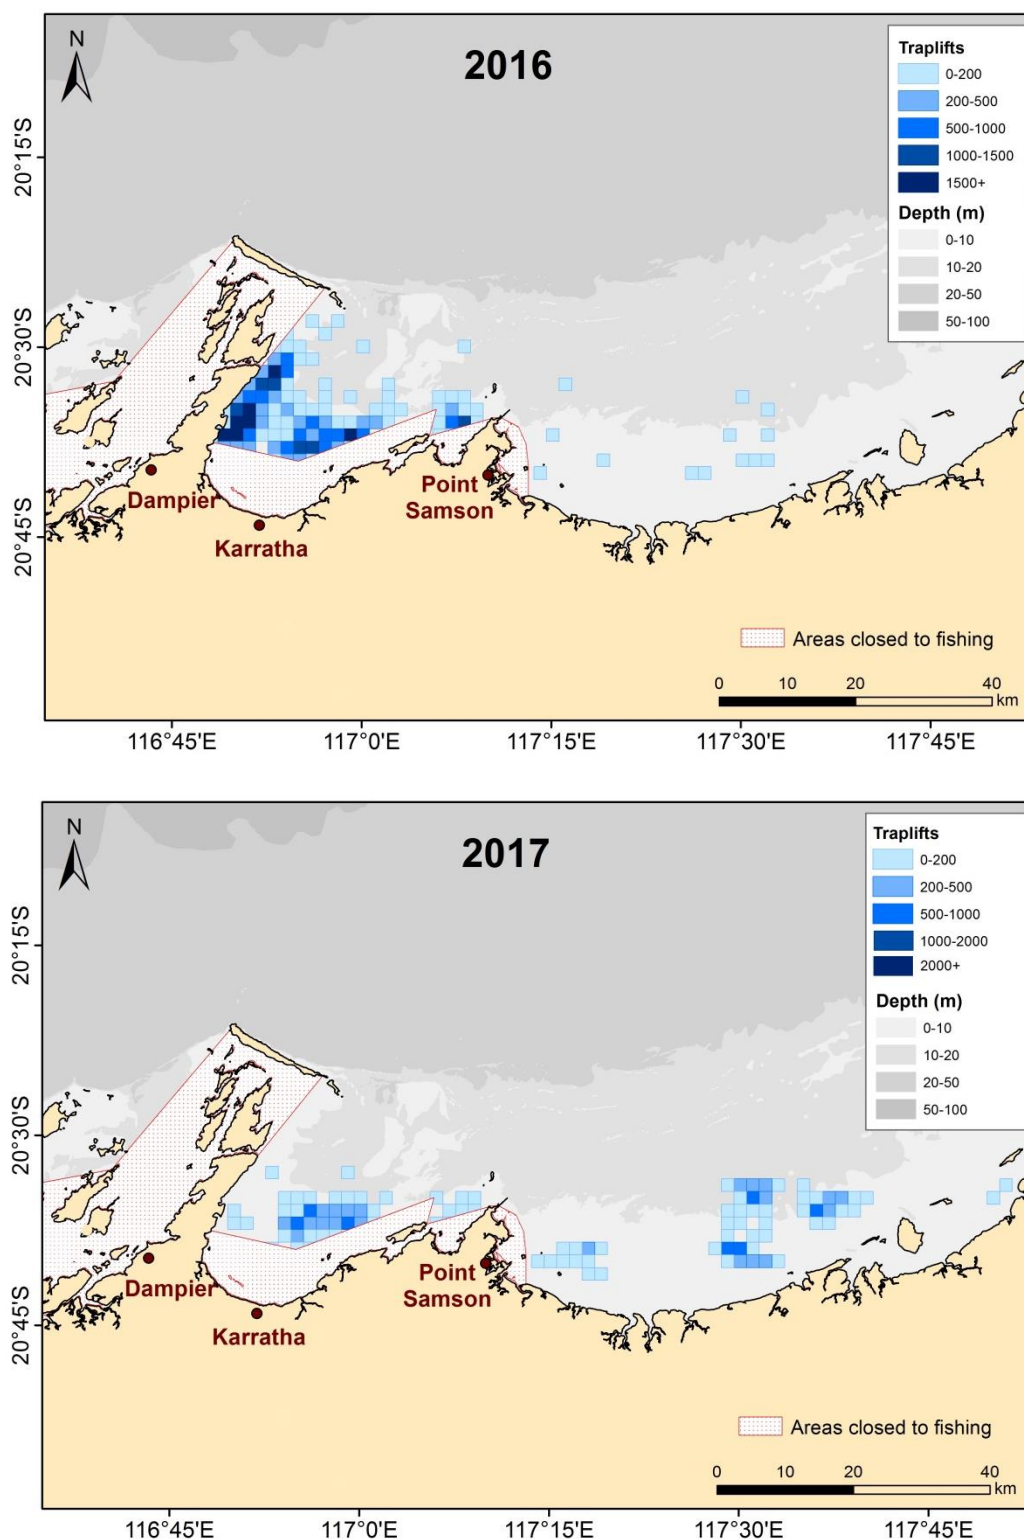 N
2016
Traplifts
0-200
200-500
500-1000
1000-1500
1500+
Depth (m)
0-10
10-20
20-50
50-100
20°15'S
20°30'S
20°45'S
Dampier
Karratha
Point
Samson
Areas closed to fishing
0 10 20 40
km
116°45'E 117°0'E 117°15'E 117°30'E 117°45'E
N
2017
Traplifts
0-200
200-500
500-1000
1000-2000
2000+
Depth (m)
0-10
10-20
20-50
50-100
20°15'S
20°30'S
20°45'S
Dampier
Karratha
Point
Samson
Areas closed to fishing
0 10 20 40
km
116°45'E 117°0'E 117°15'E 117°30'E 117°45'E